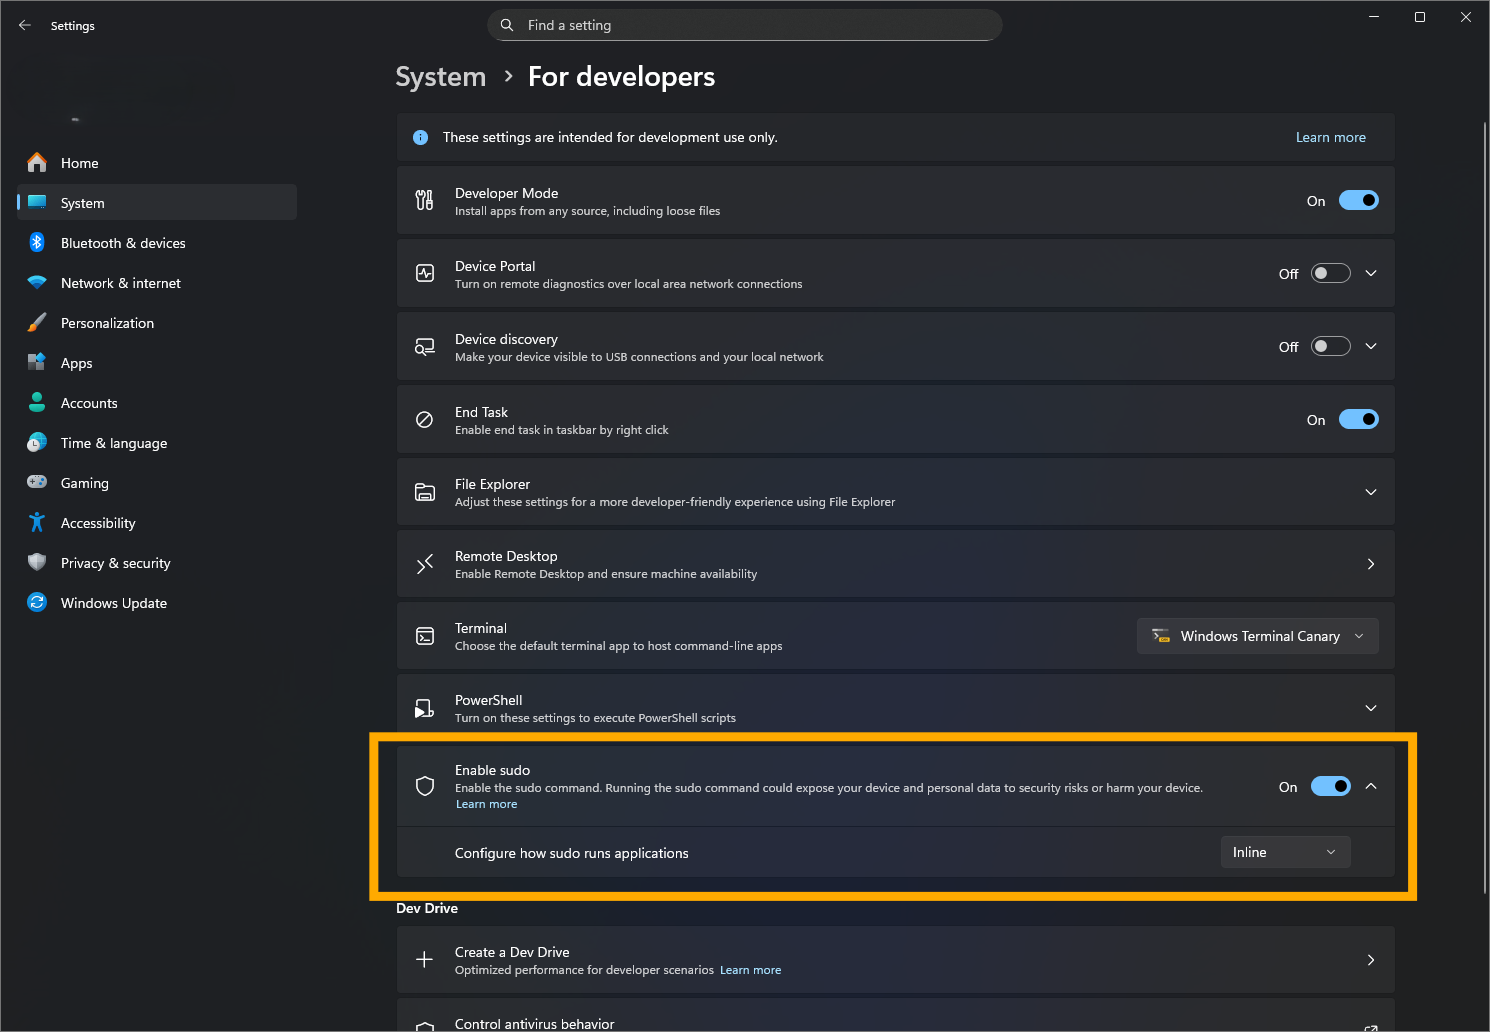 Settings
Find a setting
System > For developers
These settings are intended for development use only.
Learn more
Home
System
Bluetooth & devices
Network & internet
Personalization
Apps
Accounts
Time & language
Gaming
Accessibility
Privacy & security
Windows Update
Developer Mode
Install apps from any source, including loose files
On
Device Portal
Turn on remote diagnostics over local area network connections
Off
Device discovery
Make your device visible to USB connections and your local network
Off
End Task
Enable end task in taskbar by right click
On
File Explorer
Adjust these settings for a more developer-friendly experience using File Explorer
Remote Desktop
Enable Remote Desktop and ensure machine availability
Terminal
Choose the default terminal app to host command-line apps
Windows Terminal Canary
PowerShell
Turn on these settings to execute PowerShell scripts
Enable sudo
Enable the sudo command. Running the sudo command could expose your device and personal data to security risks or harm your device.
Learn more
On
Configure how sudo runs applications
Inline
Dev Drive
Create a Dev Drive
Optimized performance for developer scenarios Learn more
Control antivirus behavior